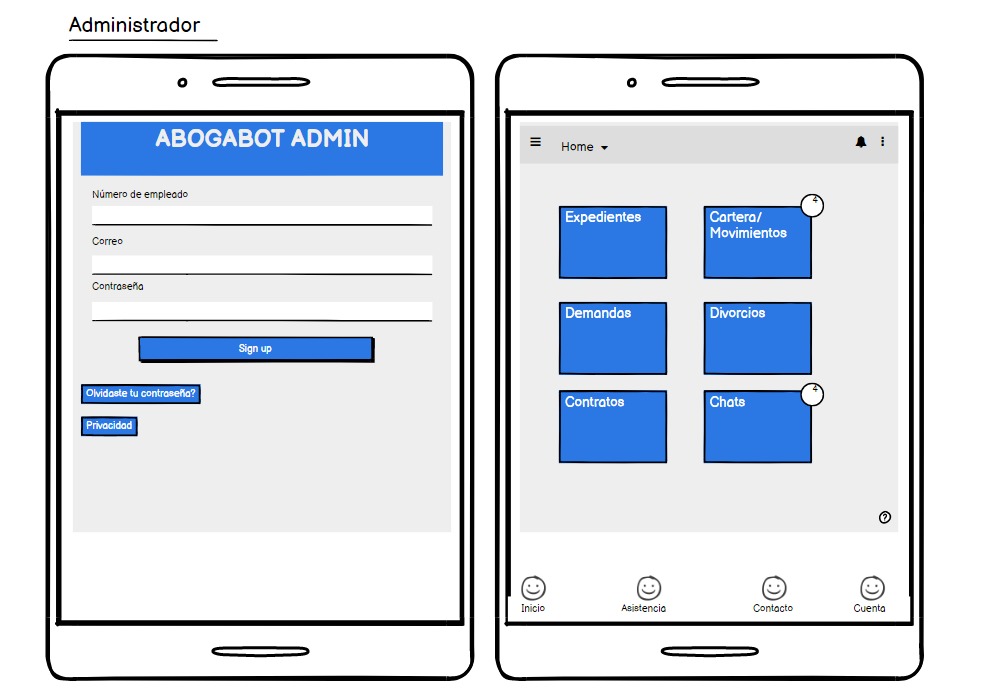 Administrador
ABOGABOT ADMIN
Número de empleado
Correo
Contraseña
Sign up
Olvidaste tu contraseña?
Privacidad
Home
Expedientes
Cartera/
Movimientos
4
Demandas
Divorcios
Contratos
Chats
4
?
Inicio
Asistencia
Contacto
Cuenta